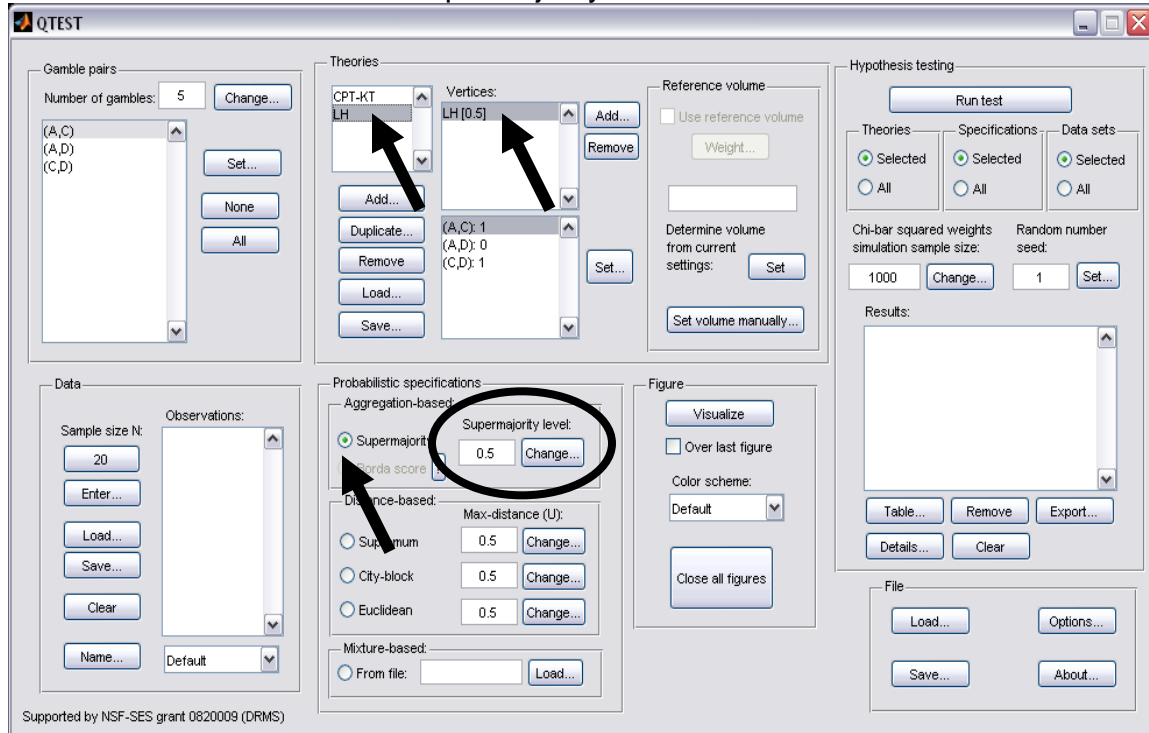 QTEST
Gamble pairs
Number of gambles: 5 Change...
(A,C)
(A,D)
(C,D)
Set...
None
All
Theories
CPT-KT
LH
Add...
Duplicate...
Remove
Load...
Save...
Vertices:
LH [0.5]
Add...
Remove
(A,C): 1
(A,D): 0
(C,D): 1
Set...
Reference volume
Use reference volume
Weight...
Determine volume
from current
settings: Set
Set volume manually...
Hypothesis testing
Run test
Theories
Selected
All
Specifications
Selected
All
Data sets
Selected
All
Chi-bar squared weights
simulation sample size:
1000 Change...
Random number
seed:
1 Set...
Results:
Table... Remove Export...
Details... Clear
Data
Sample size N:
20
Enter...
Load...
Save...
Clear
Name...
Observations:
Default
Probabilistic specifications
Aggregation-based:
Supermajority
Borda score
Supermajority level:
0.5 Change...
Distance-based:
Max-distance (U):
Supremum 0.5 Change...
City-block 0.5 Change...
Euclidean 0.5 Change...
Mixture-based:
From file: Load...
Figure
Visualize
Over last figure
Color scheme:
Default
Close all figures
File
Load... Options...
Save... About...
Supported by NSF-SES grant 0820009 (DRMS)